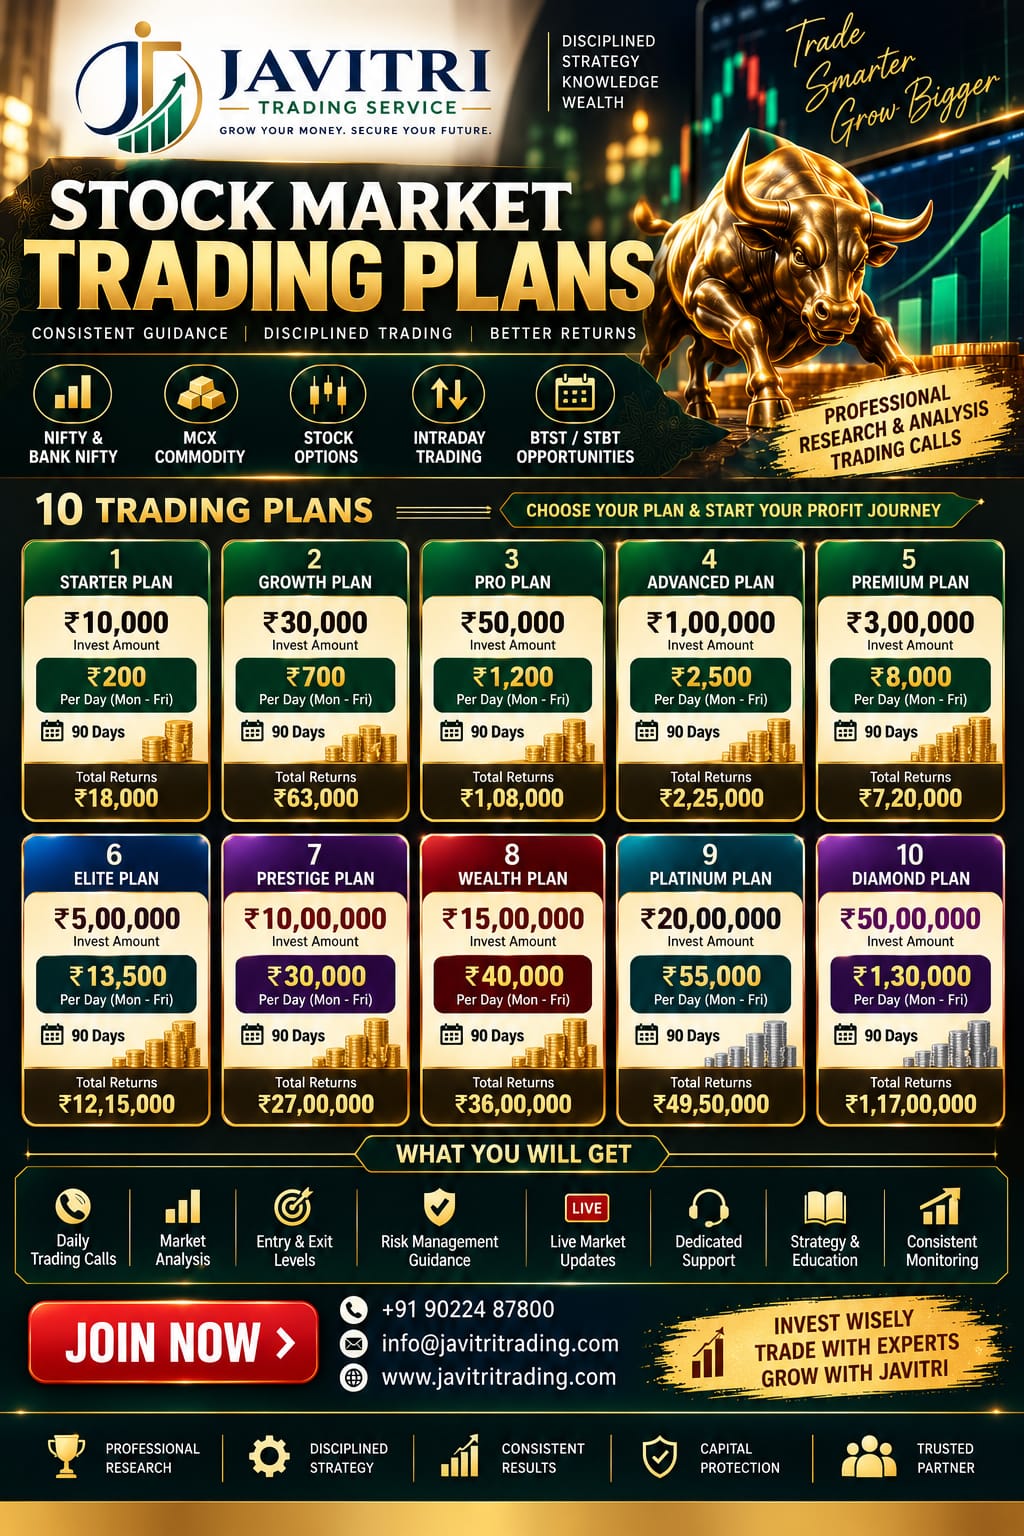 JAVITRI
TRADING SERVICE
GROW YOUR MONEY. SECURE YOUR FUTURE.
DISCIPLINED
STRATEGY
KNOWLEDGE
WEALTH
Trade
Smarter
Grow Bigger
STOCK MARKET
TRADING PLANS
CONSISTENT GUIDANCE | DISCIPLINED TRADING | BETTER RETURNS
NIFTY &
BANK NIFTY
MCX
COMMODITY
STOCK
OPTIONS
INTRADAY
TRADING
BTST / STBT
OPPORTUNITIES
PROFESSIONAL
RESEARCH & ANALYSIS
TRADING CALLS
10 TRADING PLANS
CHOOSE YOUR PLAN & START YOUR PROFIT JOURNEY
1
STARTER PLAN
₹10,000
Invest Amount
₹200
Per Day (Mon - Fri)
90 Days
Total Returns
₹18,000
2
GROWTH PLAN
₹30,000
Invest Amount
₹700
Per Day (Mon - Fri)
90 Days
Total Returns
₹63,000
3
PRO PLAN
₹50,000
Invest Amount
₹1,200
Per Day (Mon - Fri)
90 Days
Total Returns
₹1,08,000
4
ADVANCED PLAN
₹1,00,000
Invest Amount
₹2,500
Per Day (Mon - Fri)
90 Days
Total Returns
₹2,25,000
5
PREMIUM PLAN
₹3,00,000
Invest Amount
₹8,000
Per Day (Mon - Fri)
90 Days
Total Returns
₹7,20,000
6
ELITE PLAN
₹5,00,000
Invest Amount
₹13,500
Per Day (Mon - Fri)
90 Days
Total Returns
₹12,15,000
7
PRESTIGE PLAN
₹10,00,000
Invest Amount
₹30,000
Per Day (Mon - Fri)
90 Days
Total Returns
₹27,00,000
8
WEALTH PLAN
₹15,00,000
Invest Amount
₹40,000
Per Day (Mon - Fri)
90 Days
Total Returns
₹36,00,000
9
PLATINUM PLAN
₹20,00,000
Invest Amount
₹55,000
Per Day (Mon - Fri)
90 Days
Total Returns
₹49,50,000
10
DIAMOND PLAN
₹50,00,000
Invest Amount
₹1,30,000
Per Day (Mon - Fri)
90 Days
Total Returns
₹1,17,00,000
WHAT YOU WILL GET
Daily
Trading Calls
Market
Analysis
Entry & Exit
Levels
Risk Management
Guidance
LIVE
Live Market
Updates
Dedicated
Support
Strategy &
Education
Consistent
Monitoring
JOIN NOW >
+91 90224 87800
info@javitritrading.com
www.javitritrading.com
INVEST WISELY
TRADE WITH EXPERTS
GROW WITH JAVITRI
PROFESSIONAL
RESEARCH
DISCIPLINED
STRATEGY
CONSISTENT
RESULTS
CAPITAL
PROTECTION
TRUSTED
PARTNER